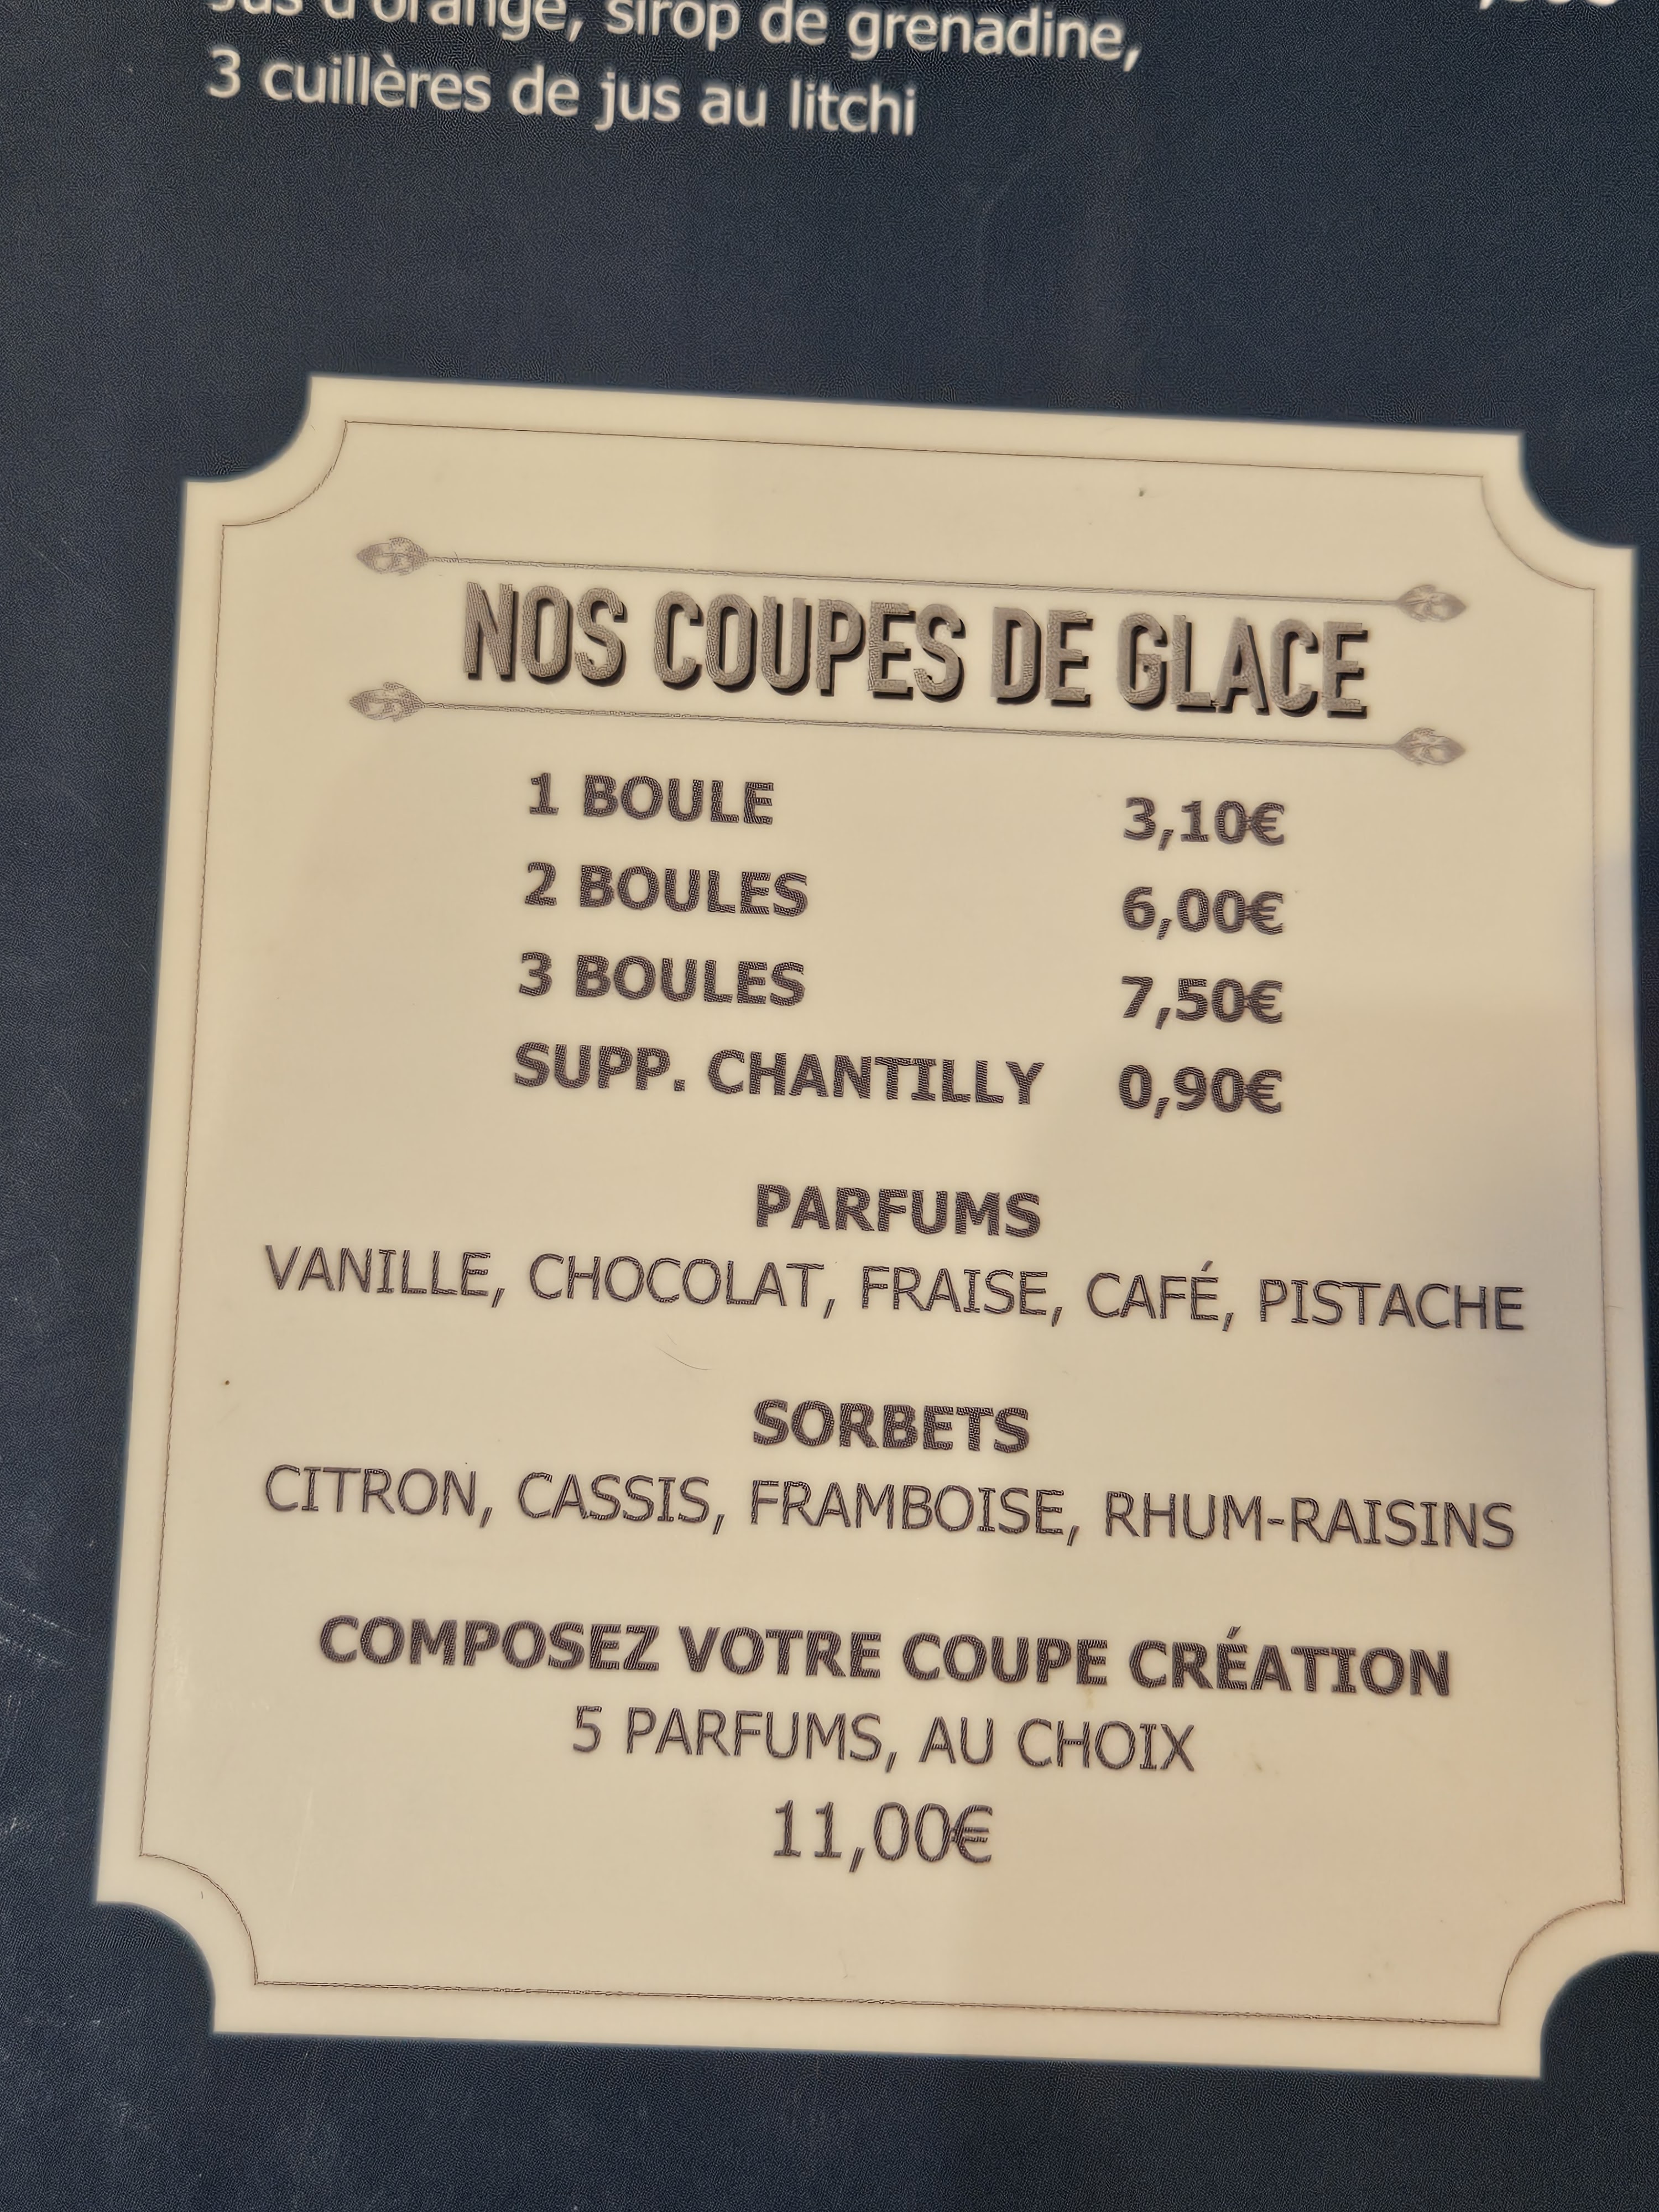 Jus d'orange, sirop de grenadine,
3 cuillères de jus au litchi
NOS COUPES DE GLACE
1 BOULE 3,10€
2 BOULES 6,00€
3 BOULES 7,50€
SUPP. CHANTILLY 0,90€
PARFUMS
VANILLE, CHOCOLAT, FRAISE, CAFÉ, PISTACHE
SORBETS
CITRON, CASSIS, FRAMBOISE, RHUM-RAISINS
COMPOSEZ VOTRE COUPE CRÉATION
5 PARFUMS, AU CHOIX
11,00€